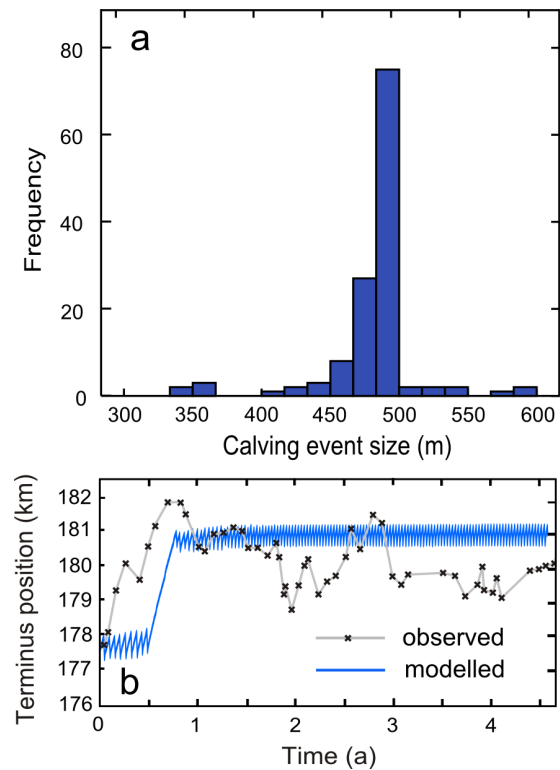 a
80
60
40
20
0
Frequency
300 350 400 450 500 550 600
Calving event size (m)
182
181
180
179
178
177
176
Terminus position (km)
observed
modelled
b
0 1 2 3 4
Time (a)